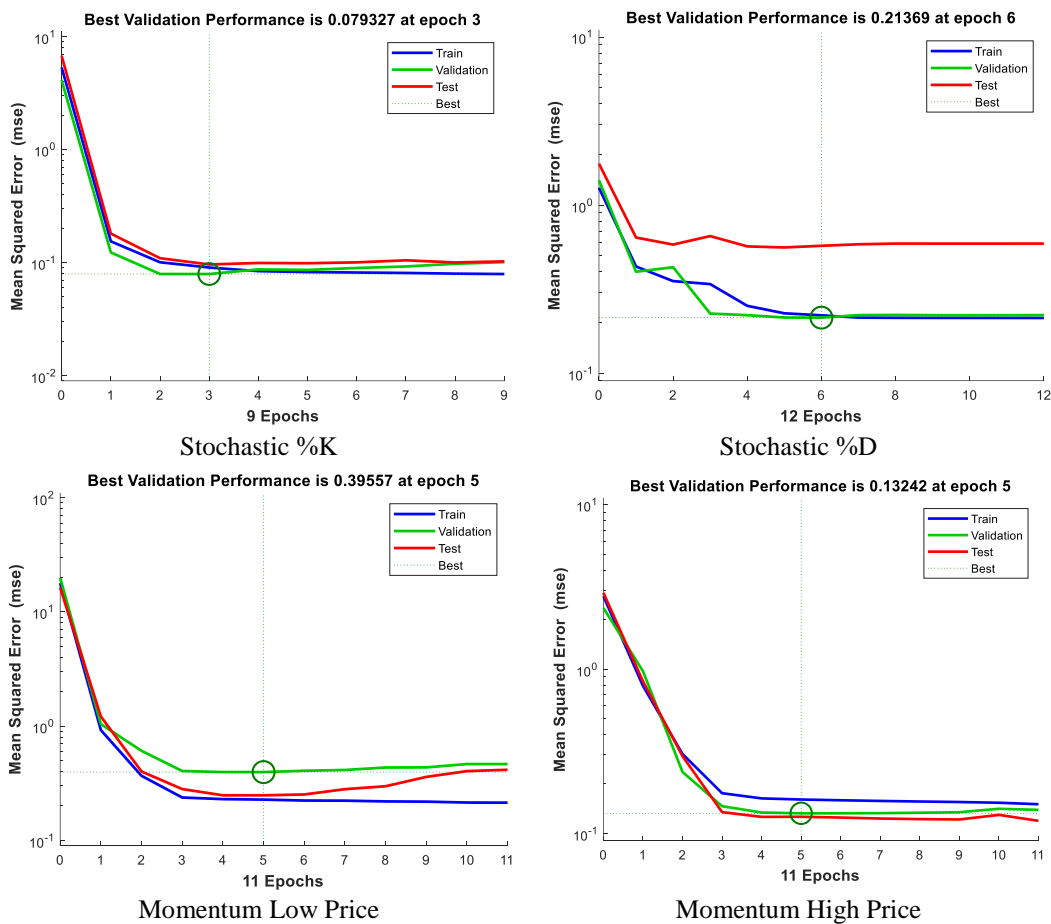 Best Validation Performance is 0.079327 at epoch 3
10^1
10^0
10^-1
10^-2
Mean Squared Error (mse)
Train
Validation
Test
Best
0 1 2 3 4 5 6 7 8 9
9 Epochs
Stochastic %K
Best Validation Performance is 0.21369 at epoch 6
10^1
10^0
10^-1
Mean Squared Error (mse)
Train
Validation
Test
Best
0 2 4 6 8 10 12
12 Epochs
Stochastic %D
Best Validation Performance is 0.39557 at epoch 5
10^2
10^1
10^0
10^-1
Mean Squared Error (mse)
Train
Validation
Test
Best
0 1 2 3 4 5 6 7 8 9 10 11
11 Epochs
Momentum Low Price
Best Validation Performance is 0.13242 at epoch 5
10^1
10^0
10^-1
Mean Squared Error (mse)
Train
Validation
Test
Best
0 1 2 3 4 5 6 7 8 9 10 11
11 Epochs
Momentum High Price